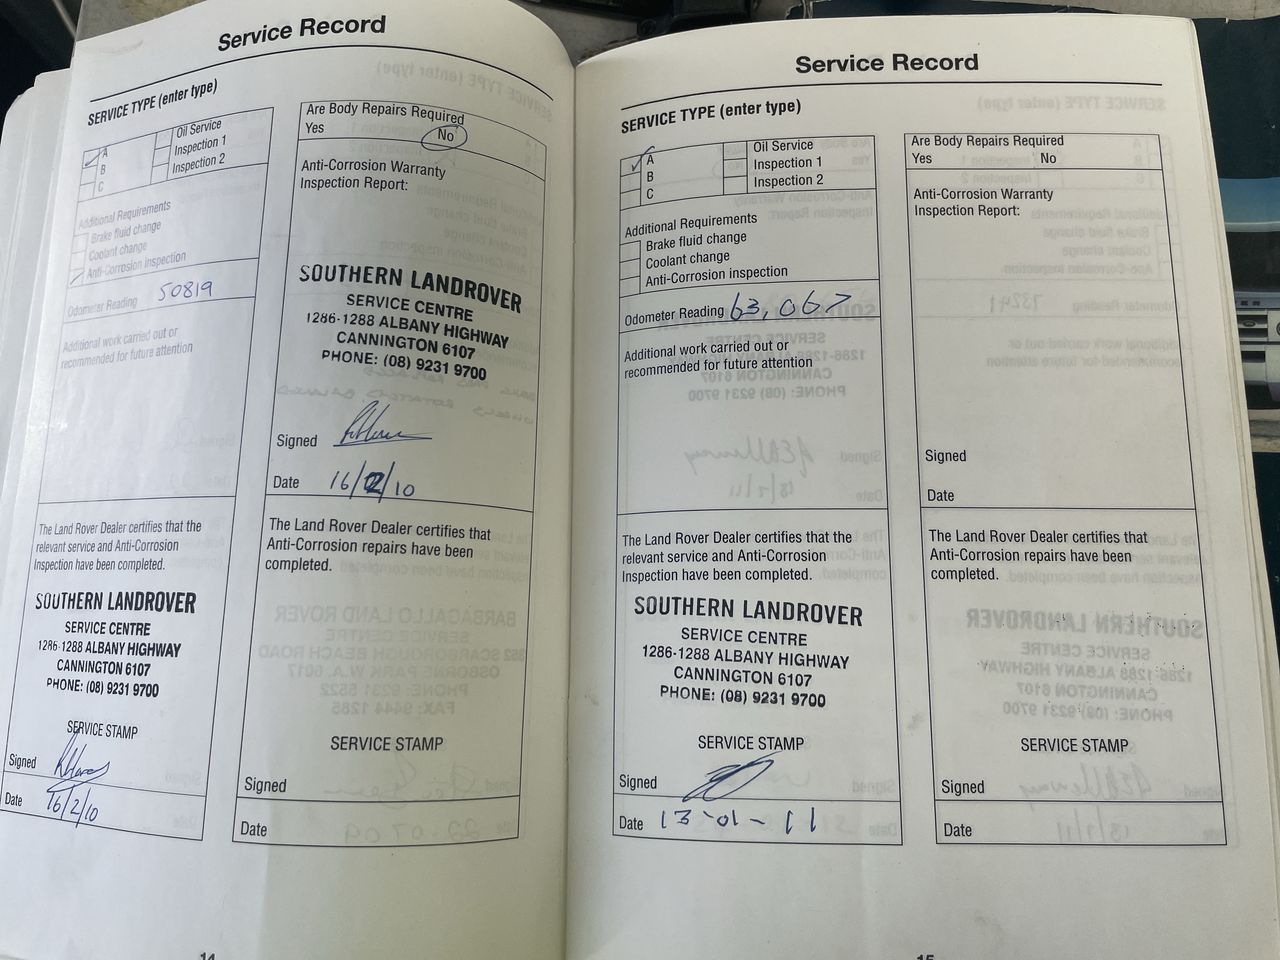 Service Record
SERVICE TYPE (enter type)
A
B
C
Oil Service
Inspection 1
Inspection 2
Additional Requirements
Brake fluid change
Coolant change
Anti-Corrosion inspection
Odometer Reading 50819
Additional work carried out or
recommended for future attention
The Land Rover Dealer certifies that the
relevant service and Anti-Corrosion
Inspection have been completed.
SOUTHERN LANDROVER
SERVICE CENTRE
1286-1288 ALBANY HIGHWAY
CANNINGTON 6107
PHONE: (08) 9231 9700
SERVICE STAMP
Signed
Date 16/2/10
Are Body Repairs Required
Yes No
Anti-Corrosion Warranty
Inspection Report:
SOUTHERN LANDROVER
SERVICE CENTRE
1286-1288 ALBANY HIGHWAY
CANNINGTON 6107
PHONE: (08) 9231 9700
Signed
Date 16/2/10
The Land Rover Dealer certifies that
Anti-Corrosion repairs have been
completed.
SERVICE STAMP
Signed
Date
14
Service Record
SERVICE TYPE (enter type)
A
B
C
Oil Service
Inspection 1
Inspection 2
Additional Requirements
Brake fluid change
Coolant change
Anti-Corrosion inspection
Odometer Reading 63,067
Additional work carried out or
recommended for future attention
The Land Rover Dealer certifies that the
relevant service and Anti-Corrosion
Inspection have been completed.
SOUTHERN LANDROVER
SERVICE CENTRE
1286-1288 ALBANY HIGHWAY
CANNINGTON 6107
PHONE: (08) 9231 9700
SERVICE STAMP
Signed
Date 13-01-11
Are Body Repairs Required
Yes No
Anti-Corrosion Warranty
Inspection Report:
Signed
Date
The Land Rover Dealer certifies that
Anti-Corrosion repairs have been
completed.
SERVICE STAMP
Signed
Date
15